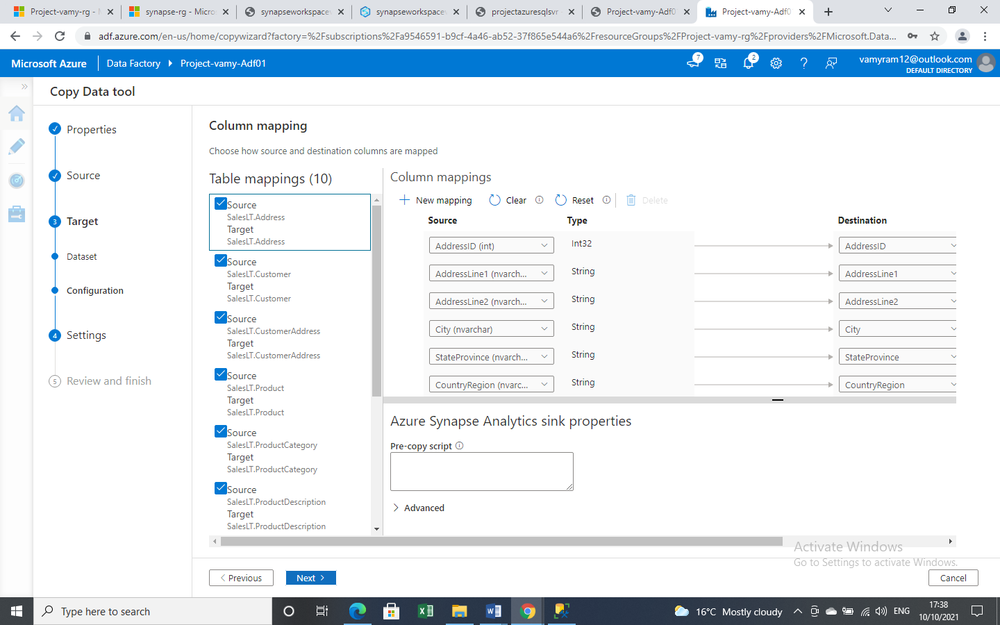 Project-vamy-rg - M
synapse-rg - Micros
synapseworkspace
synapseworkspace
projectazuresqlsvr
Project-vamy-Adf0
Project-vamy-Adf0
adf.azure.com/en-us/home/copywizard?factory=%2Fsubscriptions%2Fa9546591-b9cf-4a46-ab52-37f865e544a6%2FresourceGroups%2FProject-vamy-rg%2Fproviders%2FMicrosoft.Data...
Microsoft Azure
Data Factory
Project-vamy-Adf01
7
2
vamyram12@outlook.com
DEFAULT DIRECTORY
Copy Data tool
Properties
Source
3 Target
Dataset
Configuration
4 Settings
5 Review and finish
Column mapping
Choose how source and destination columns are mapped
Table mappings (10)
Source
SalesLT.Address
Target
SalesLT.Address
Source
SalesLT.Customer
Target
SalesLT.Customer
Source
SalesLT.CustomerAddress
Target
SalesLT.CustomerAddress
Source
SalesLT.Product
Target
SalesLT.Product
Source
SalesLT.ProductCategory
Target
SalesLT.ProductCategory
Source
SalesLT.ProductDescription
Target
SalesLT.ProductDescription
Column mappings
New mapping Clear Reset Delete
Source Type Destination
AddressID (int) Int32 AddressID
AddressLine1 (nvarch... String AddressLine1
AddressLine2 (nvarch... String AddressLine2
City (nvarchar) String City
StateProvince (nvarch... String StateProvince
CountryRegion (nvarc... String CountryRegion
Azure Synapse Analytics sink properties
Pre-copy script
Advanced
Activate Windows
Go to Settings to activate Windows.
Previous Next Cancel
Type here to search
16°C Mostly cloudy
ENG
17:38
10/10/2021